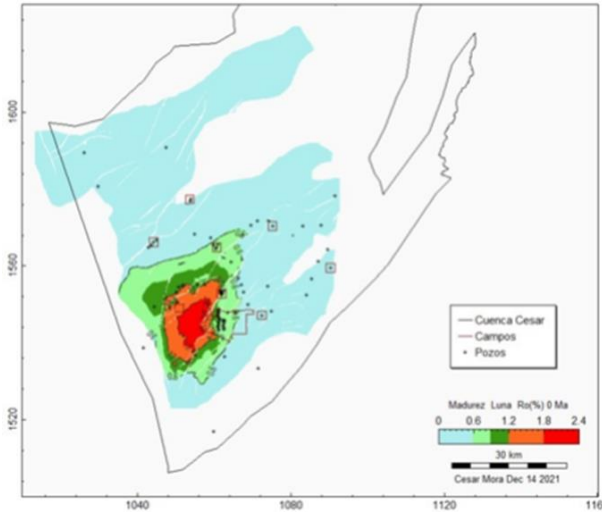 1600
1560
1520
1040
1080
1120
116
Cuenca Cesar
Campos
Pozos
Madurez Luna Ro(%) 0 Ma
0 0.6 1.2 1.8 2.4
30 km
Cesar Mora Dec 14 2021